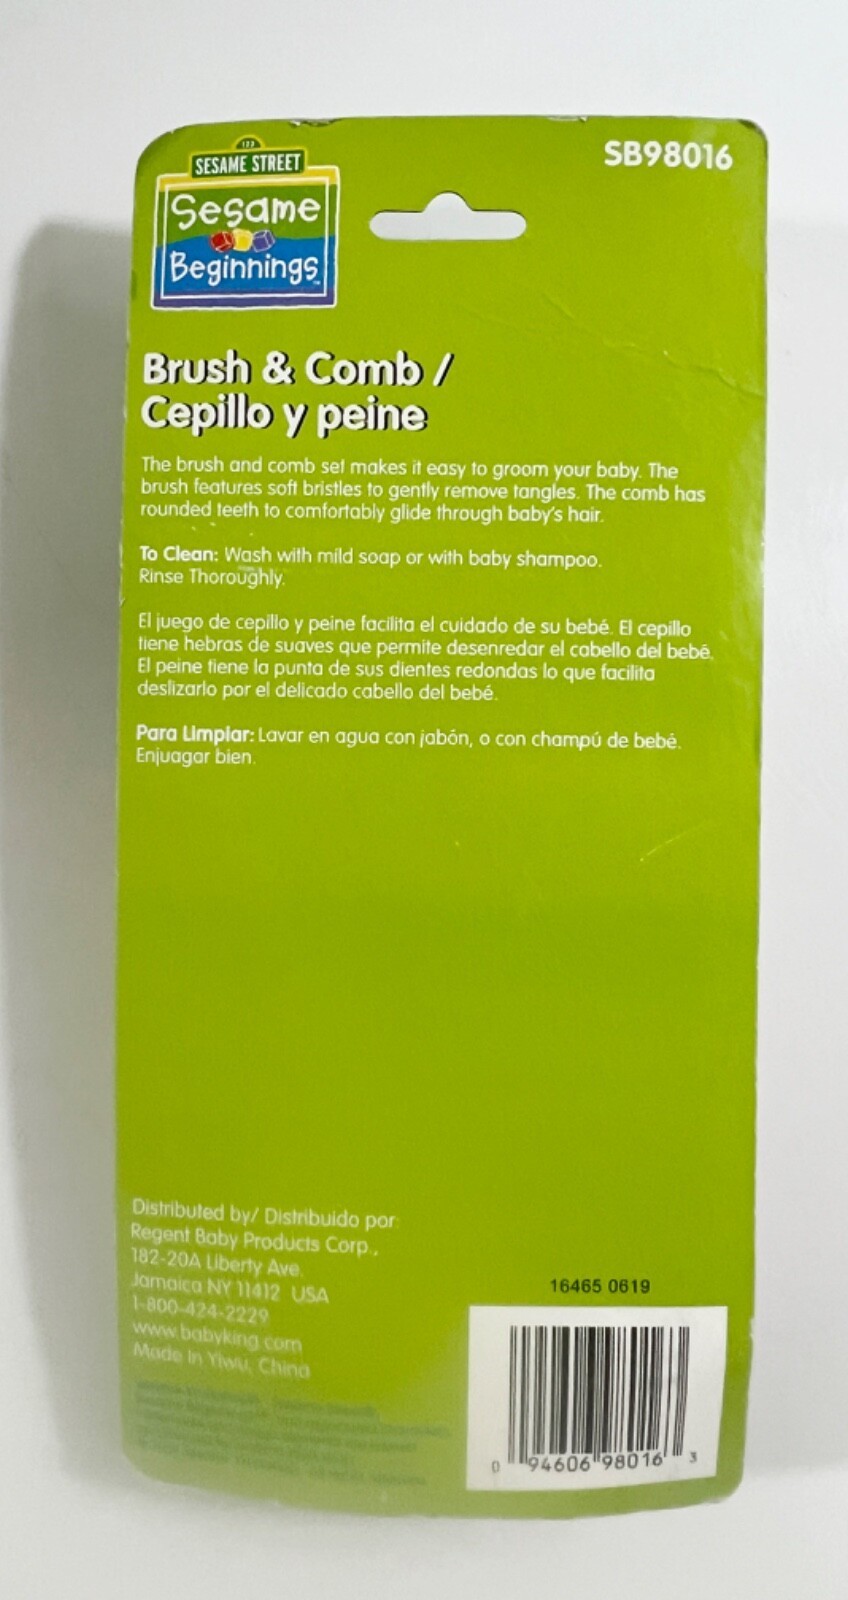 123
SESAME STREET
Sesame
Beginnings™
SB98016
Brush & Comb /
Cepillo y peine
The brush and comb set makes it easy to groom your baby. The
brush features soft bristles to gently remove tangles. The comb has
rounded teeth to comfortably glide through baby's hair.
To Clean: Wash with mild soap or with baby shampoo.
Rinse Thoroughly.
El juego de cepillo y peine facilita el cuidado de su bebé. El cepillo
tiene hebras de suaves que permite desenredar el cabello del bebé.
El peine tiene la punta de sus dientes redondas lo que facilita
deslizarlo por el delicado cabello del bebé.
Para Limpiar: Lavar en agua con jabón, o con champú de bebé.
Enjuagar bien.
Distributed by/ Distribuido por:
Regent Baby Products Corp.,
182-20A Liberty Ave.
Jamaica NY 11412 USA
1-800-424-2229
www.babyking.com
Made In Yiwu, China
16465 0619
0 94606 98016 3